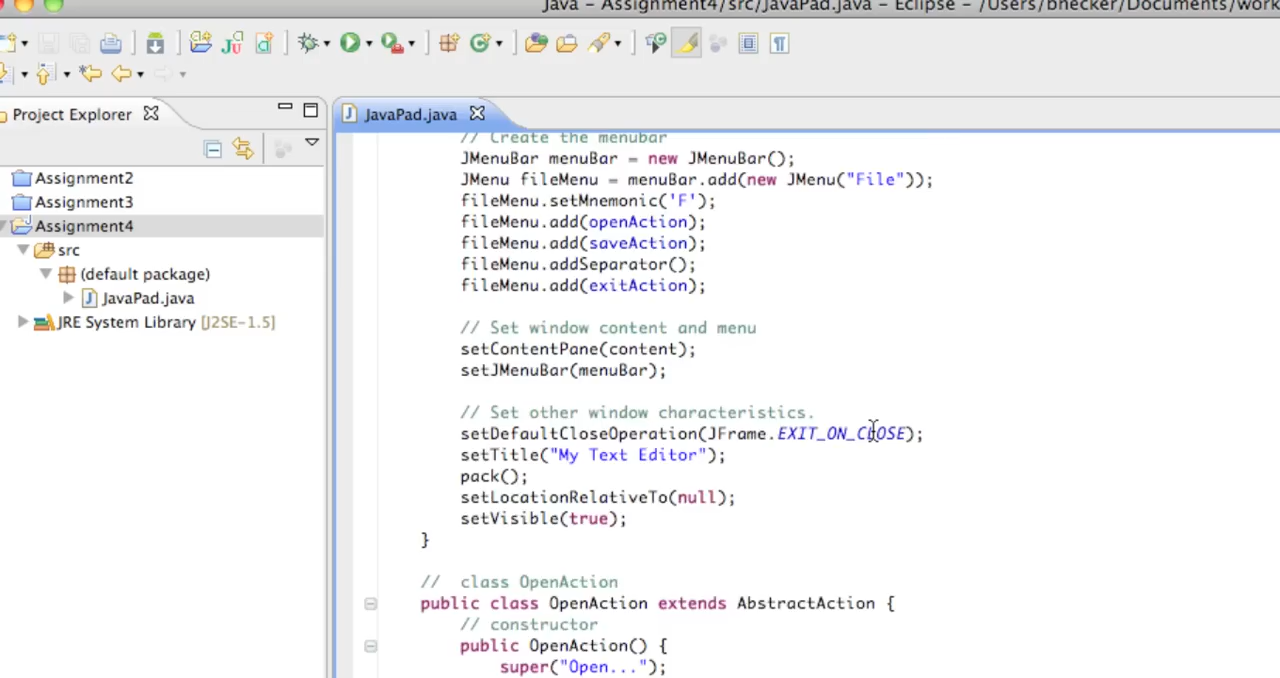 Java - Assignment4/src/JavaPad.java - Eclipse - /Users/bhecker/Documents/work
Project Explorer
JavaPad.java
Assignment2
Assignment3
Assignment4
src
(default package)
JavaPad.java
JRE System Library [J2SE-1.5]
// Create the menubar
JMenuBar menuBar = new JMenuBar();
JMenu fileMenu = menuBar.add(new JMenu("File"));
fileMenu.setMnemonic('F');
fileMenu.add(openAction);
fileMenu.add(saveAction);
fileMenu.addSeparator();
fileMenu.add(exitAction);
// Set window content and menu
setContentPane(content);
setJMenuBar(menuBar);
// Set other window characteristics.
setDefaultCloseOperation(JFrame.EXIT_ON_CLOSE);
setTitle("My Text Editor");
pack();
setLocationRelativeTo(null);
setVisible(true);
}
// class OpenAction
public class OpenAction extends AbstractAction {
// constructor
public OpenAction() {
super("Open...");